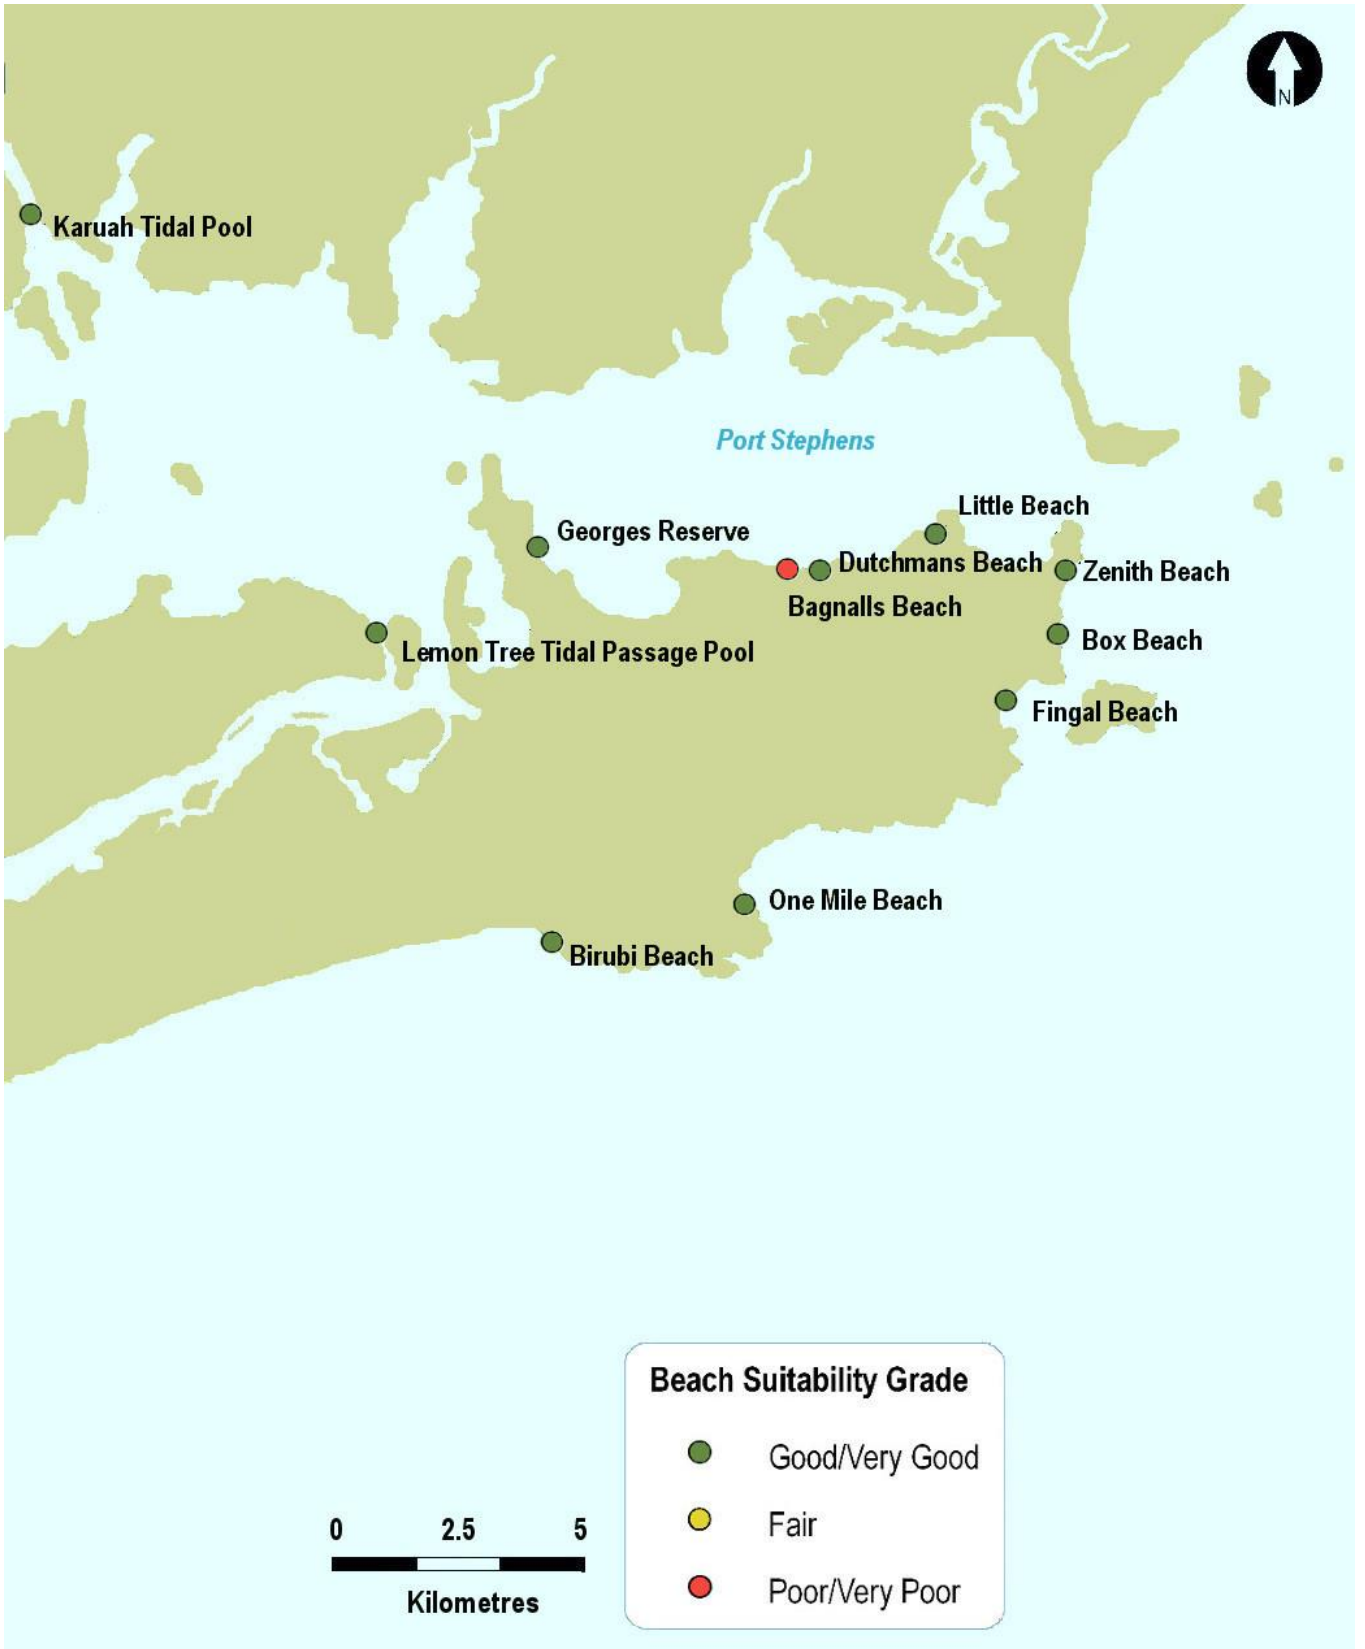 N
Karuah Tidal Pool
Port Stephens
Little Beach
Georges Reserve
Dutchmans Beach
Zenith Beach
Bagnalls Beach
Box Beach
Lemon Tree Tidal Passage Pool
Fingal Beach
One Mile Beach
Birubi Beach
Beach Suitability Grade
Good/Very Good
Fair
Poor/Very Poor
0 2.5 5
Kilometres